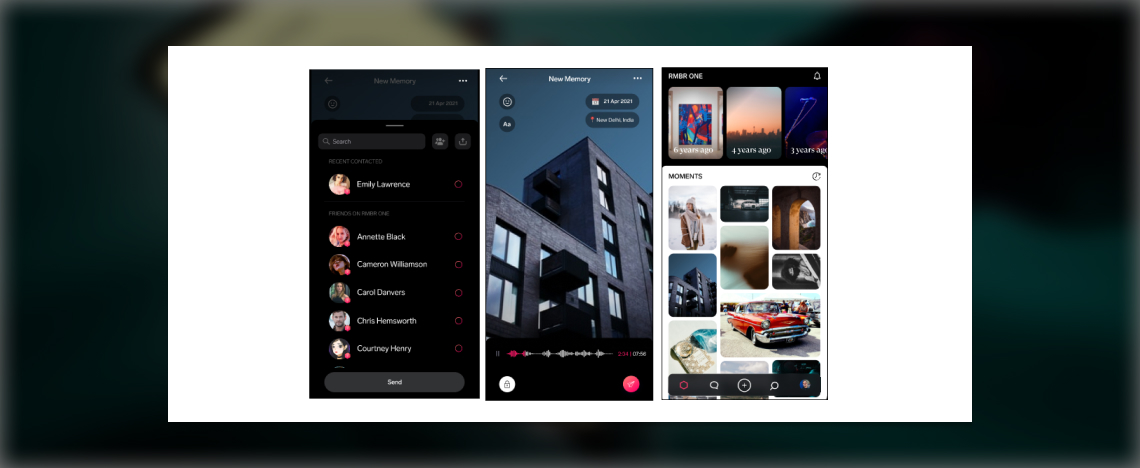 New Memory
21 Apr 2021
Search
RECENT CONTACTED
Emily Lawrence
FRIENDS ON RMBR ONE
Annette Black
Cameron Williamson
Carol Danvers
Chris Hemsworth
Courtney Henry
Send
New Memory
21 Apr 2021
Aa
New Delhi, India
2:04 | 07:56
RMBR ONE
6 years ago
4 years ago
3 years ago
MOMENTS